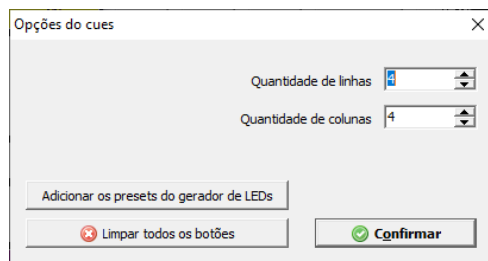 Opções do cues
Quantidade de linhas 4
Quantidade de colunas 4
Adicionar os presets do gerador de LEDs
Limpar todos os botões
Confirmar